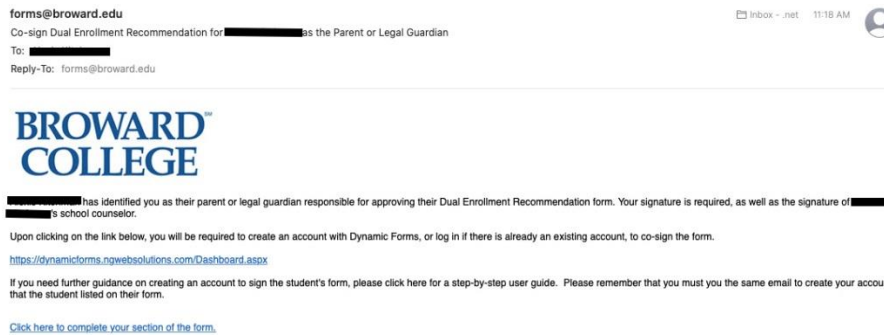 forms@broward.edu
Inbox - .net 11:18 AM
Co-sign Dual Enrollment Recommendation for as the Parent or Legal Guardian
To:
Reply-To: forms@broward.edu
BROWARD
COLLEGE
has identified you as their parent or legal guardian responsible for approving their Dual Enrollment Recommendation form. Your signature is required, as well as the signature of
's school counselor.
Upon clicking on the link below, you will be required to create an account with Dynamic Forms, or log in if there is already an existing account, to co-sign the form.
https://dynamicforms.ngwebsolutions.com/Dashboard.aspx
If you need further guidance on creating an account to sign the student's form, please click here for a step-by-step user guide. Please remember that you must you the same email to create your accou
that the student listed on their form.
Click here to complete your section of the form.